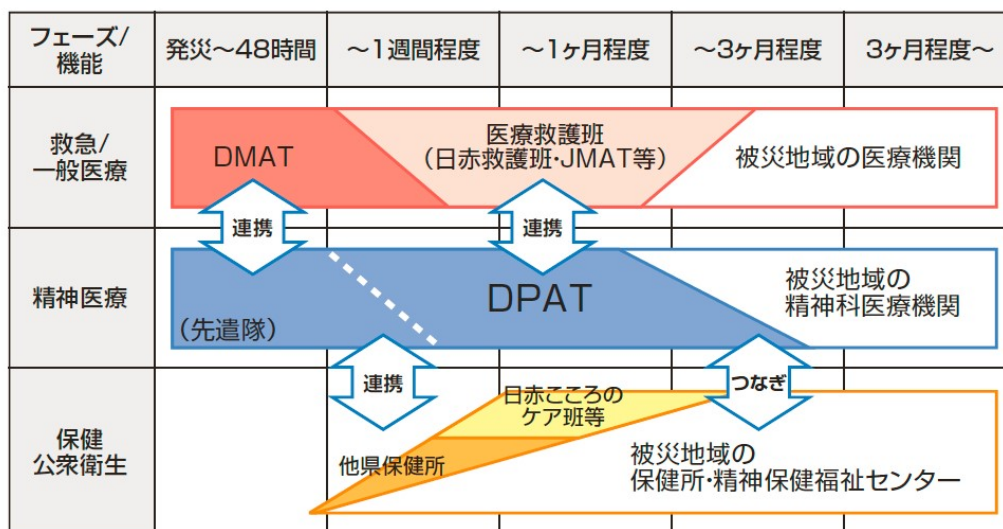 フェーズ/
機能
発災〜48時間
〜1週間程度
〜1ヶ月程度
〜3ヶ月程度
3ヶ月程度〜
救急/
一般医療
DMAT
医療救護班
(日赤救護班・JMAT等)
被災地域の医療機関
連携
連携
精神医療
(先遣隊)
DPAT
被災地域の
精神科医療機関
連携
つなぎ
保健
公衆衛生
日赤こころの
ケア班等
他県保健所
被災地域の
保健所・精神保健福祉センター